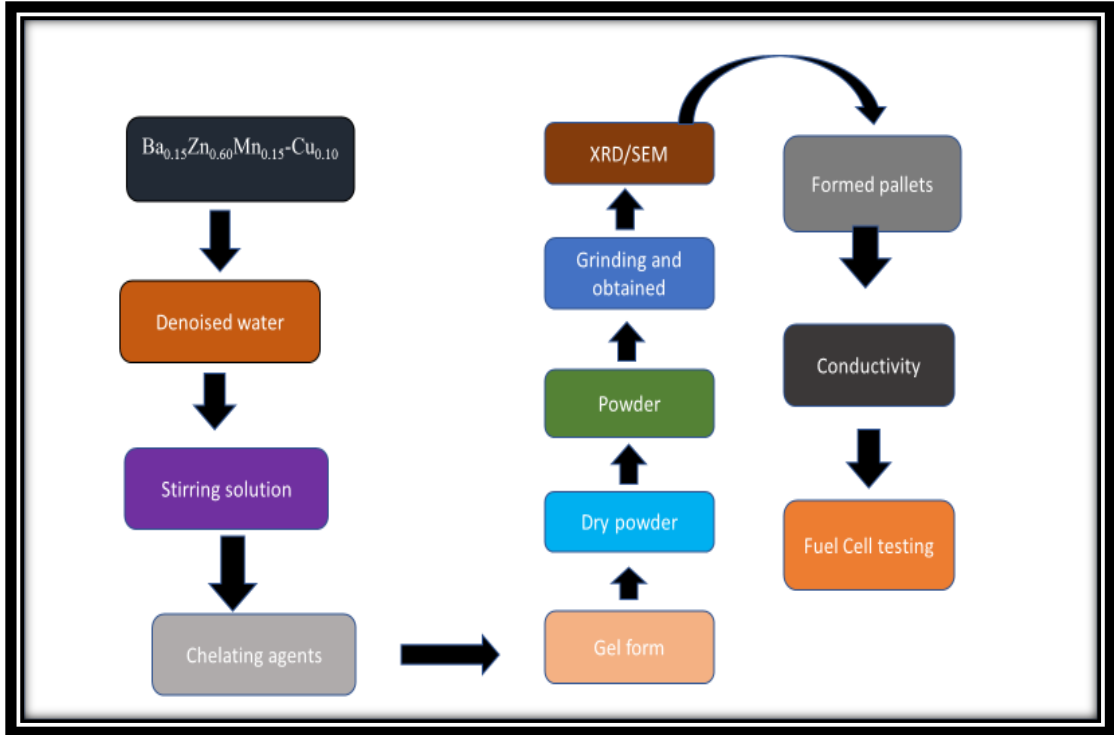 Ba0.15Zn0.60Mn0.15-Cu0.10
Denoised water
Stirring solution
Chelating agents
Gel form
Dry powder
Powder
Grinding and
obtained
XRD/SEM
Formed pallets
Conductivity
Fuel Cell testing